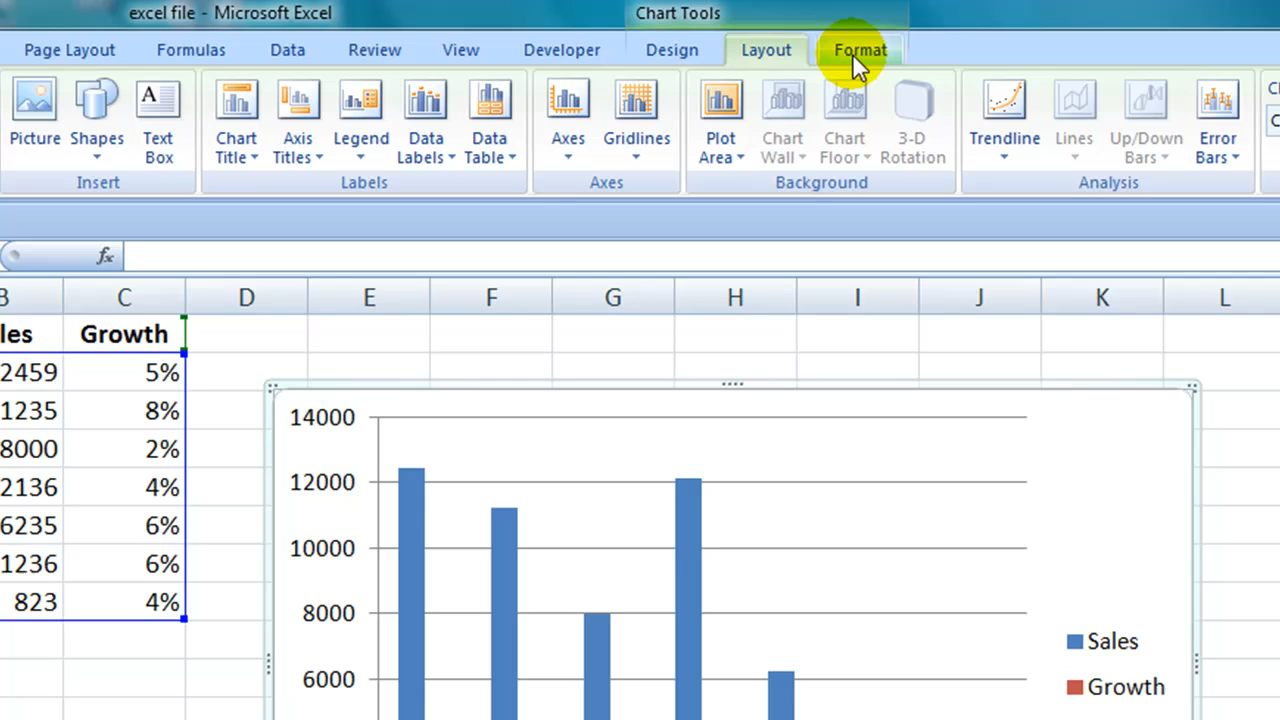 excel file - Microsoft Excel
Chart Tools
Page Layout Formulas Data Review View Developer Design Layout Format
Picture Shapes Text Box Chart Title Axis Titles Legend Data Labels Data Table Axes Gridlines Plot Area Chart Wall Chart Floor 3-D Rotation Trendline Lines Up/Down Bars Error Bars
Insert Labels Axes Background Analysis
fx
C D E F G H I J K L
les Growth
2459 5%
1235 8%
8000 2%
2136 4%
6235 6%
1236 6%
823 4%
14000
12000
10000
8000
6000
Sales
Growth